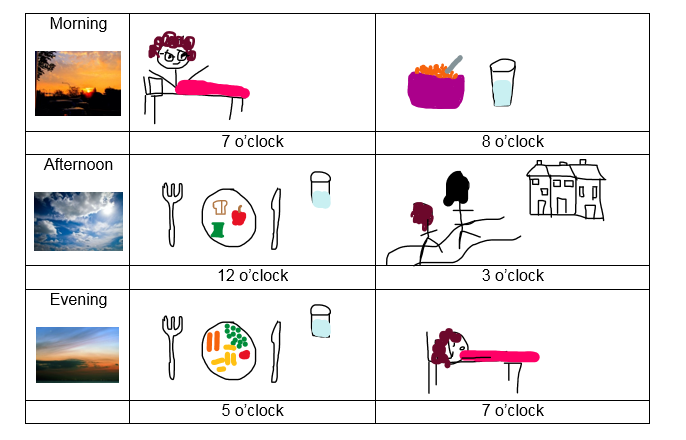 Morning
7 o’clock
8 o’clock
Afternoon
12 o’clock
3 o’clock
Evening
5 o’clock
7 o’clock